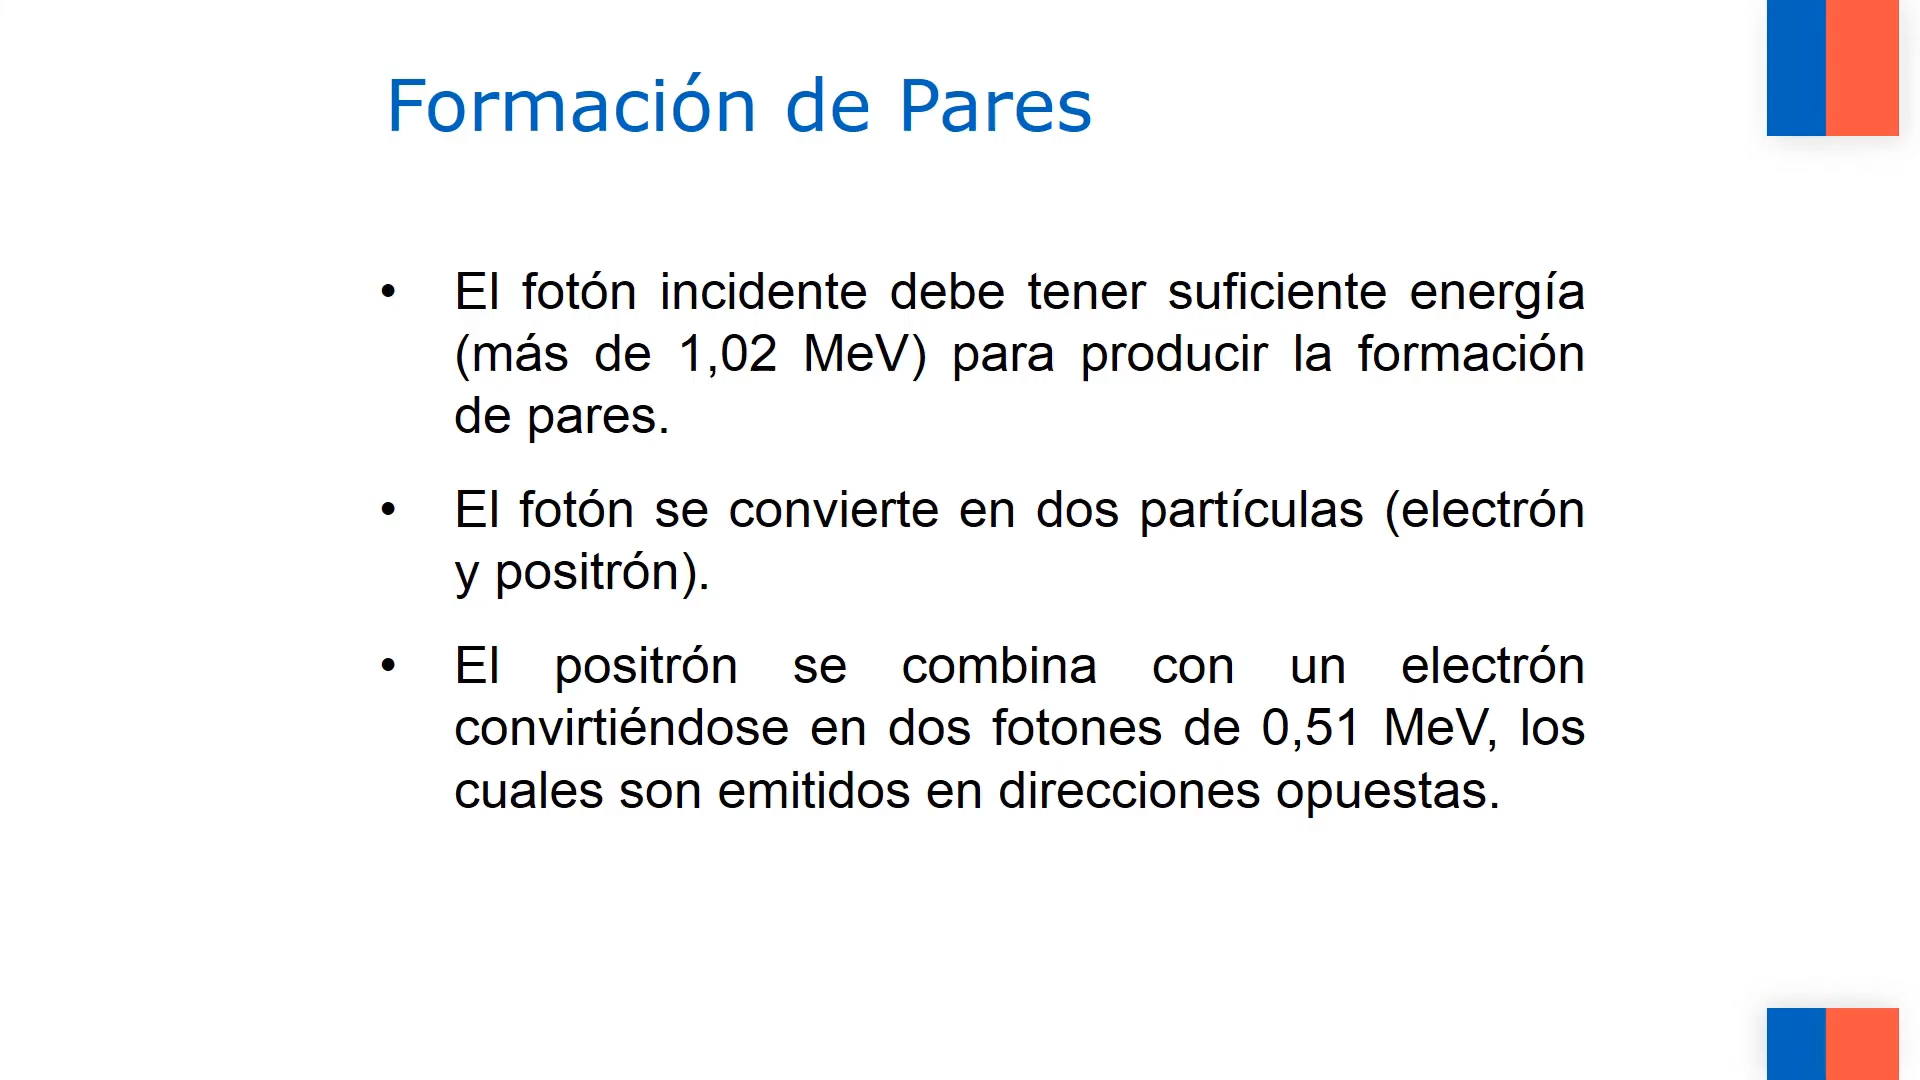 Formación de Pares
• El fotón incidente debe tener suficiente energía
(más de 1,02 MeV) para producir la formación
de pares.
• El fotón se convierte en dos partículas (electrón
y positrón).
• El positrón se combina con un electrón
convirtiéndose en dos fotones de 0,51 MeV, los
cuales son emitidos en direcciones opuestas.